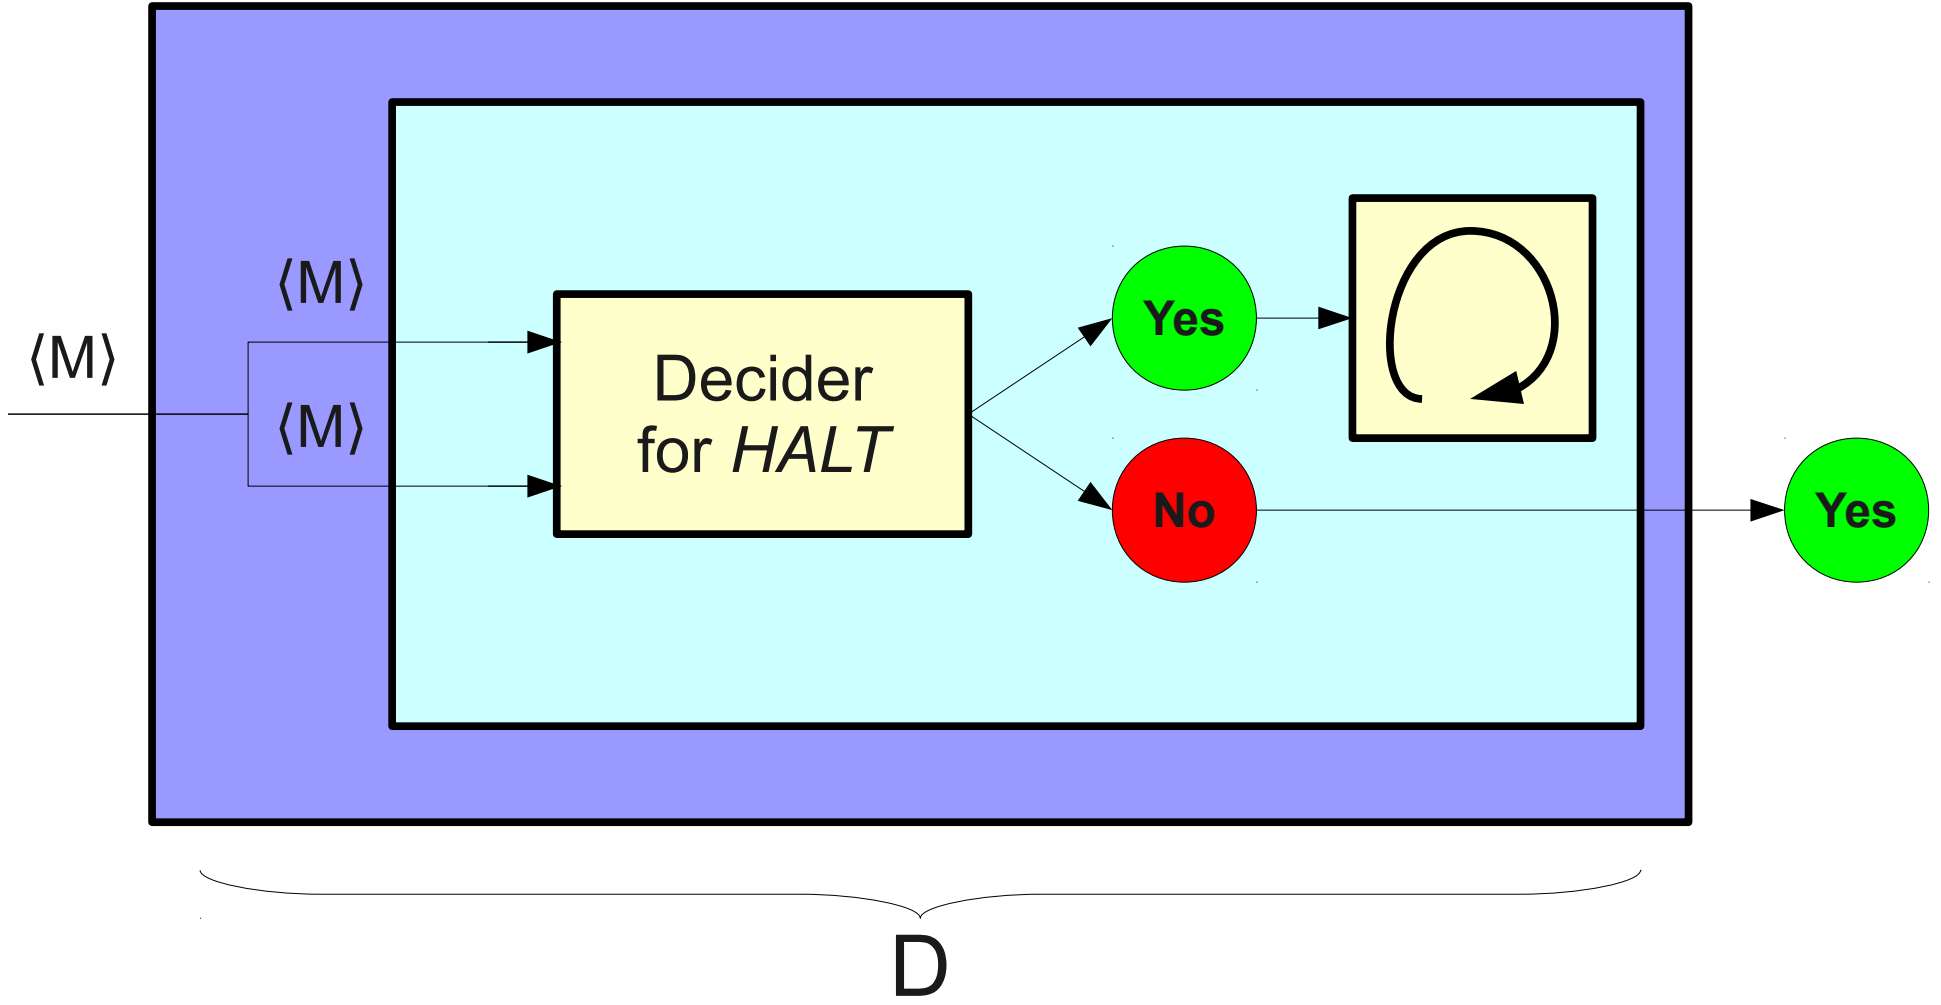 ⟨M⟩
⟨M⟩
⟨M⟩
Decider
for HALT
Yes
No
Yes
D